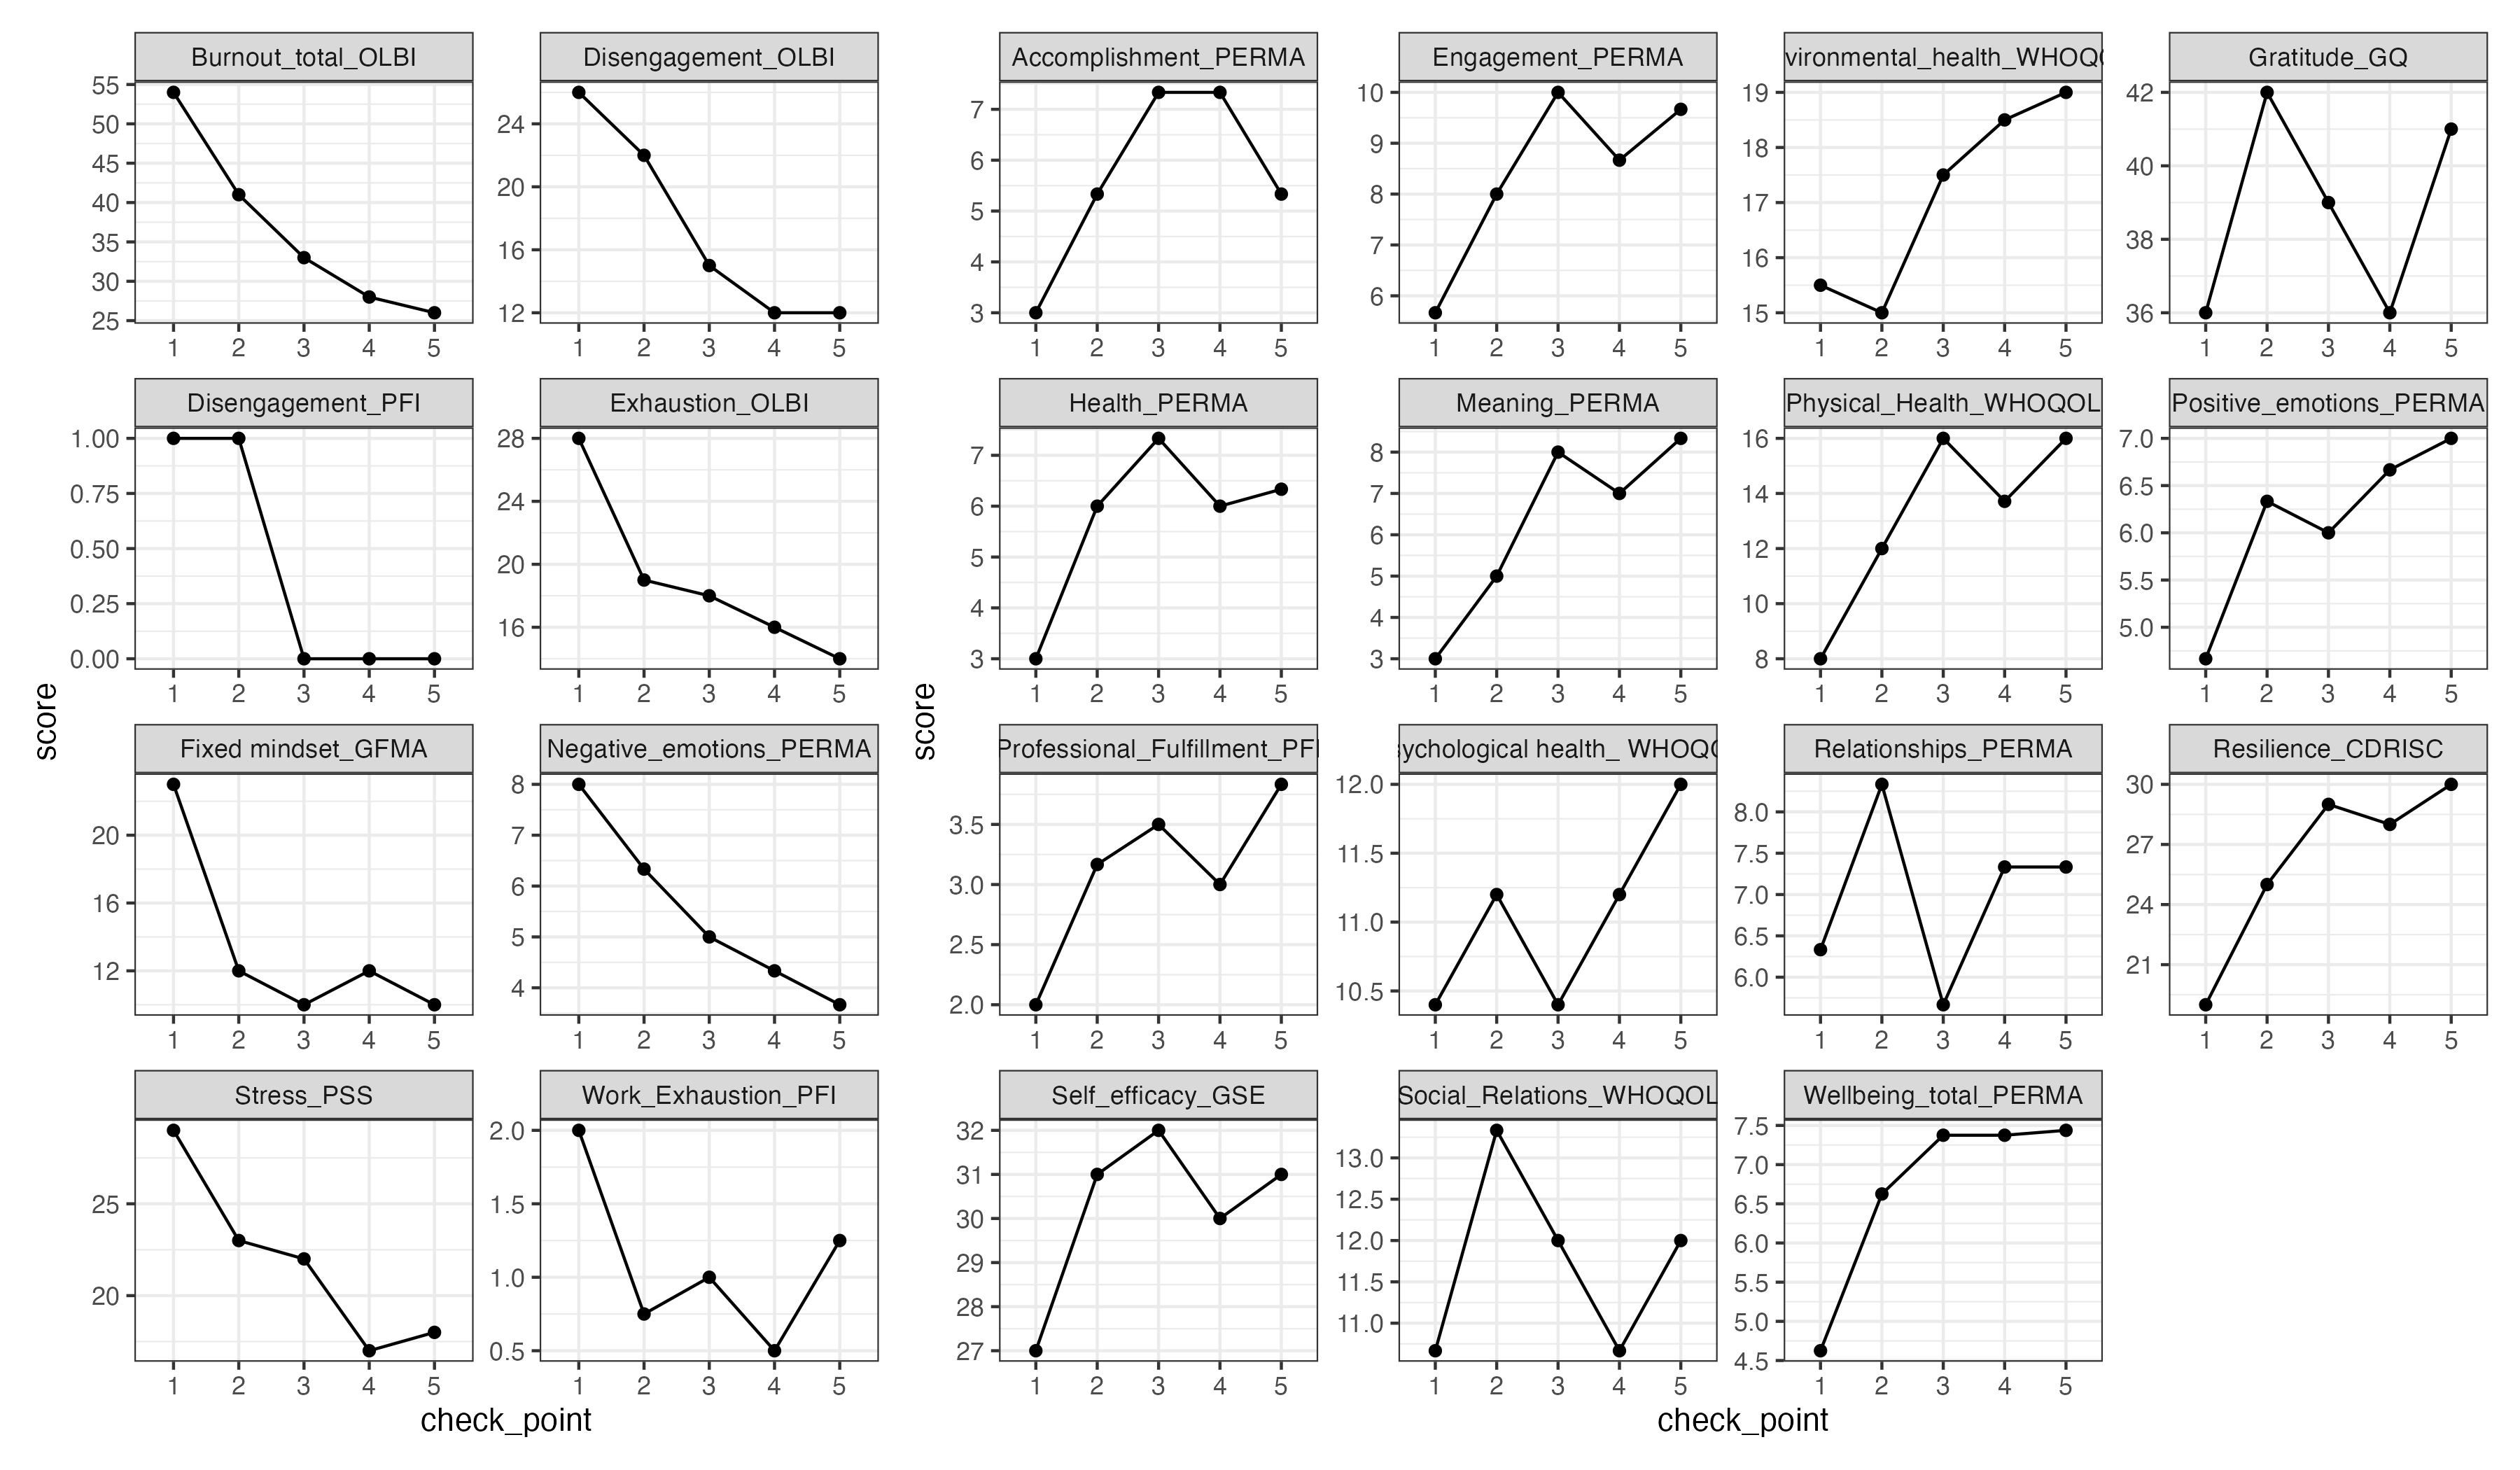 Burnout_total_OLBI
55
50
45
40
35
30
25
1 2 3 4 5
Disengagement_OLBI
24
20
16
12
1 2 3 4 5
Accomplishment_PERMA
7
6
5
4
3
1 2 3 4 5
Engagement_PERMA
10
9
8
7
6
1 2 3 4 5
vironmental_health_WHOQ
19
18
17
16
15
1 2 3 4 5
Gratitude_GQ
42
40
38
36
1 2 3 4 5
Disengagement_PFI
1.00
0.75
0.50
0.25
0.00
1 2 3 4 5
Exhaustion_OLBI
28
24
20
16
1 2 3 4 5
Health_PERMA
7
6
5
4
3
1 2 3 4 5
Meaning_PERMA
8
7
6
5
4
3
1 2 3 4 5
Physical_Health_WHOQOL
16
14
12
10
8
1 2 3 4 5
Positive_emotions_PERMA
7.0
6.5
6.0
5.5
5.0
1 2 3 4 5
score
score
Fixed mindset_GFMA
20
16
12
1 2 3 4 5
Negative_emotions_PERMA
8
7
6
5
4
1 2 3 4 5
Professional_Fulfillment_PFI
3.5
3.0
2.5
2.0
1 2 3 4 5
ychological health_ WHOQ
12.0
11.5
11.0
10.5
1 2 3 4 5
Relationships_PERMA
8.0
7.5
7.0
6.5
6.0
1 2 3 4 5
Resilience_CDRISC
30
27
24
21
1 2 3 4 5
Stress_PSS
25
20
1 2 3 4 5
Work_Exhaustion_PFI
2.0
1.5
1.0
0.5
1 2 3 4 5
Self_efficacy_GSE
32
31
30
29
28
27
1 2 3 4 5
Social_Relations_WHOQOL
13.0
12.5
12.0
11.5
11.0
1 2 3 4 5
Wellbeing_total_PERMA
7.5
7.0
6.5
6.0
5.5
5.0
4.5
1 2 3 4 5
check_point
check_point